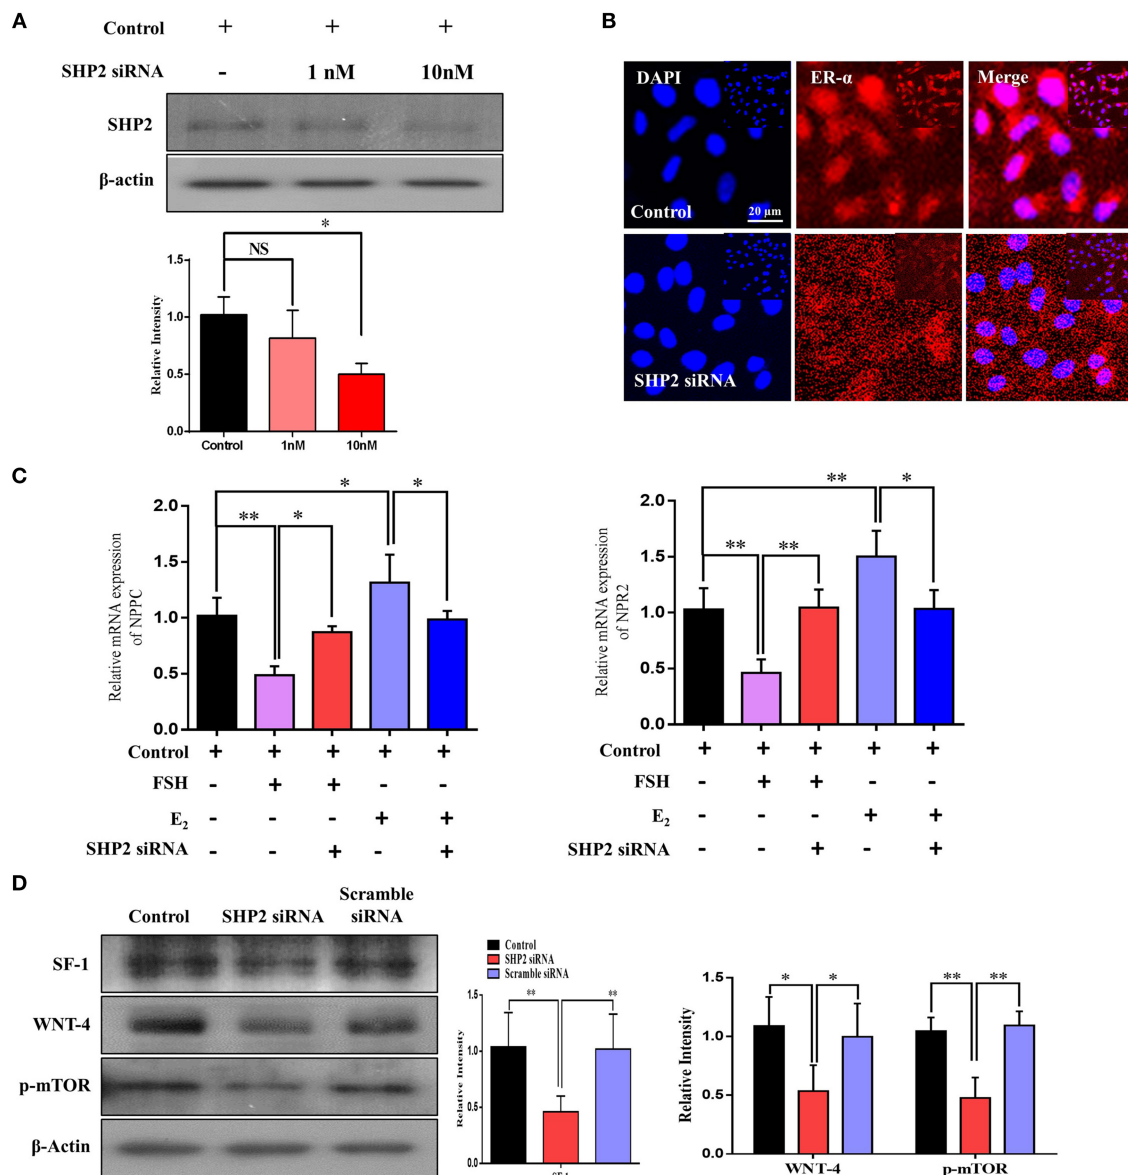 A
Control + + +
SHP2 siRNA - 1 nM 10nM
SHP2
β-actin
*
NS
1.5
1.0
0.5
0.0
Relative Intensity
Control 1nM 10nM
B
DAPI ER-α Merge
Control 20 µm
SHP2 siRNA
C
* *
** *
2.0
1.5
1.0
0.5
0.0
Relative mRNA expression
of NPPC
Control + + + + +
FSH - + + - -
E2 - - - + +
SHP2 siRNA - - + - +
** *
** **
2.0
1.5
1.0
0.5
0.0
Relative mRNA expression
of NPR2
Control + + + + +
FSH - + + - -
E2 - - - + +
SHP2 siRNA - - + - +
D
Control SHP2 siRNA Scramble
siRNA
SF-1
WNT-4
p-mTOR
β-Actin
Control
SHP2 siRNA
Scramble siRNA
** **
1.5
1.0
0.5
0.0
Relative Intensity
SF-1
* * ** **
1.5
1.0
0.5
0.0
Relative Intensity
WNT-4 p-mTOR